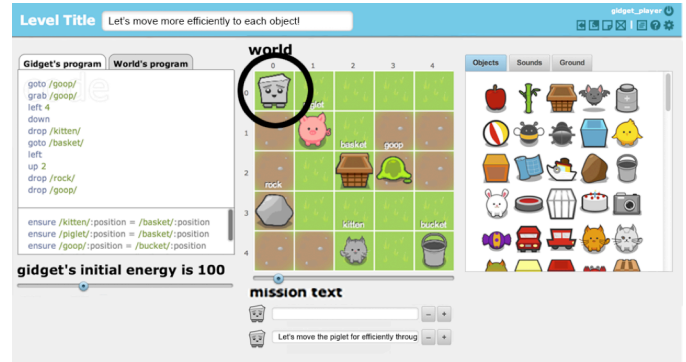 gidget_player
Level Title Let's move more efficiently to each object!
Gidget's program World's program
code
goto /goop/
grab /goop/
left 4
down
drop /kitten/
goto /basket/
left
up 2
drop /rock/
drop /goop/
ensure /kitten/:position = /basket/:position
ensure /piglet/:position = /basket/:position
ensure /goop/:position = /bucket/:position
gidget's initial energy is 100
world
0 1 2 3 4
0
piglet
1
basket goop
2
rock
3
kitten bucket
4
mission text
Let's move the piglet for efficiently throug
Objects Sounds Ground